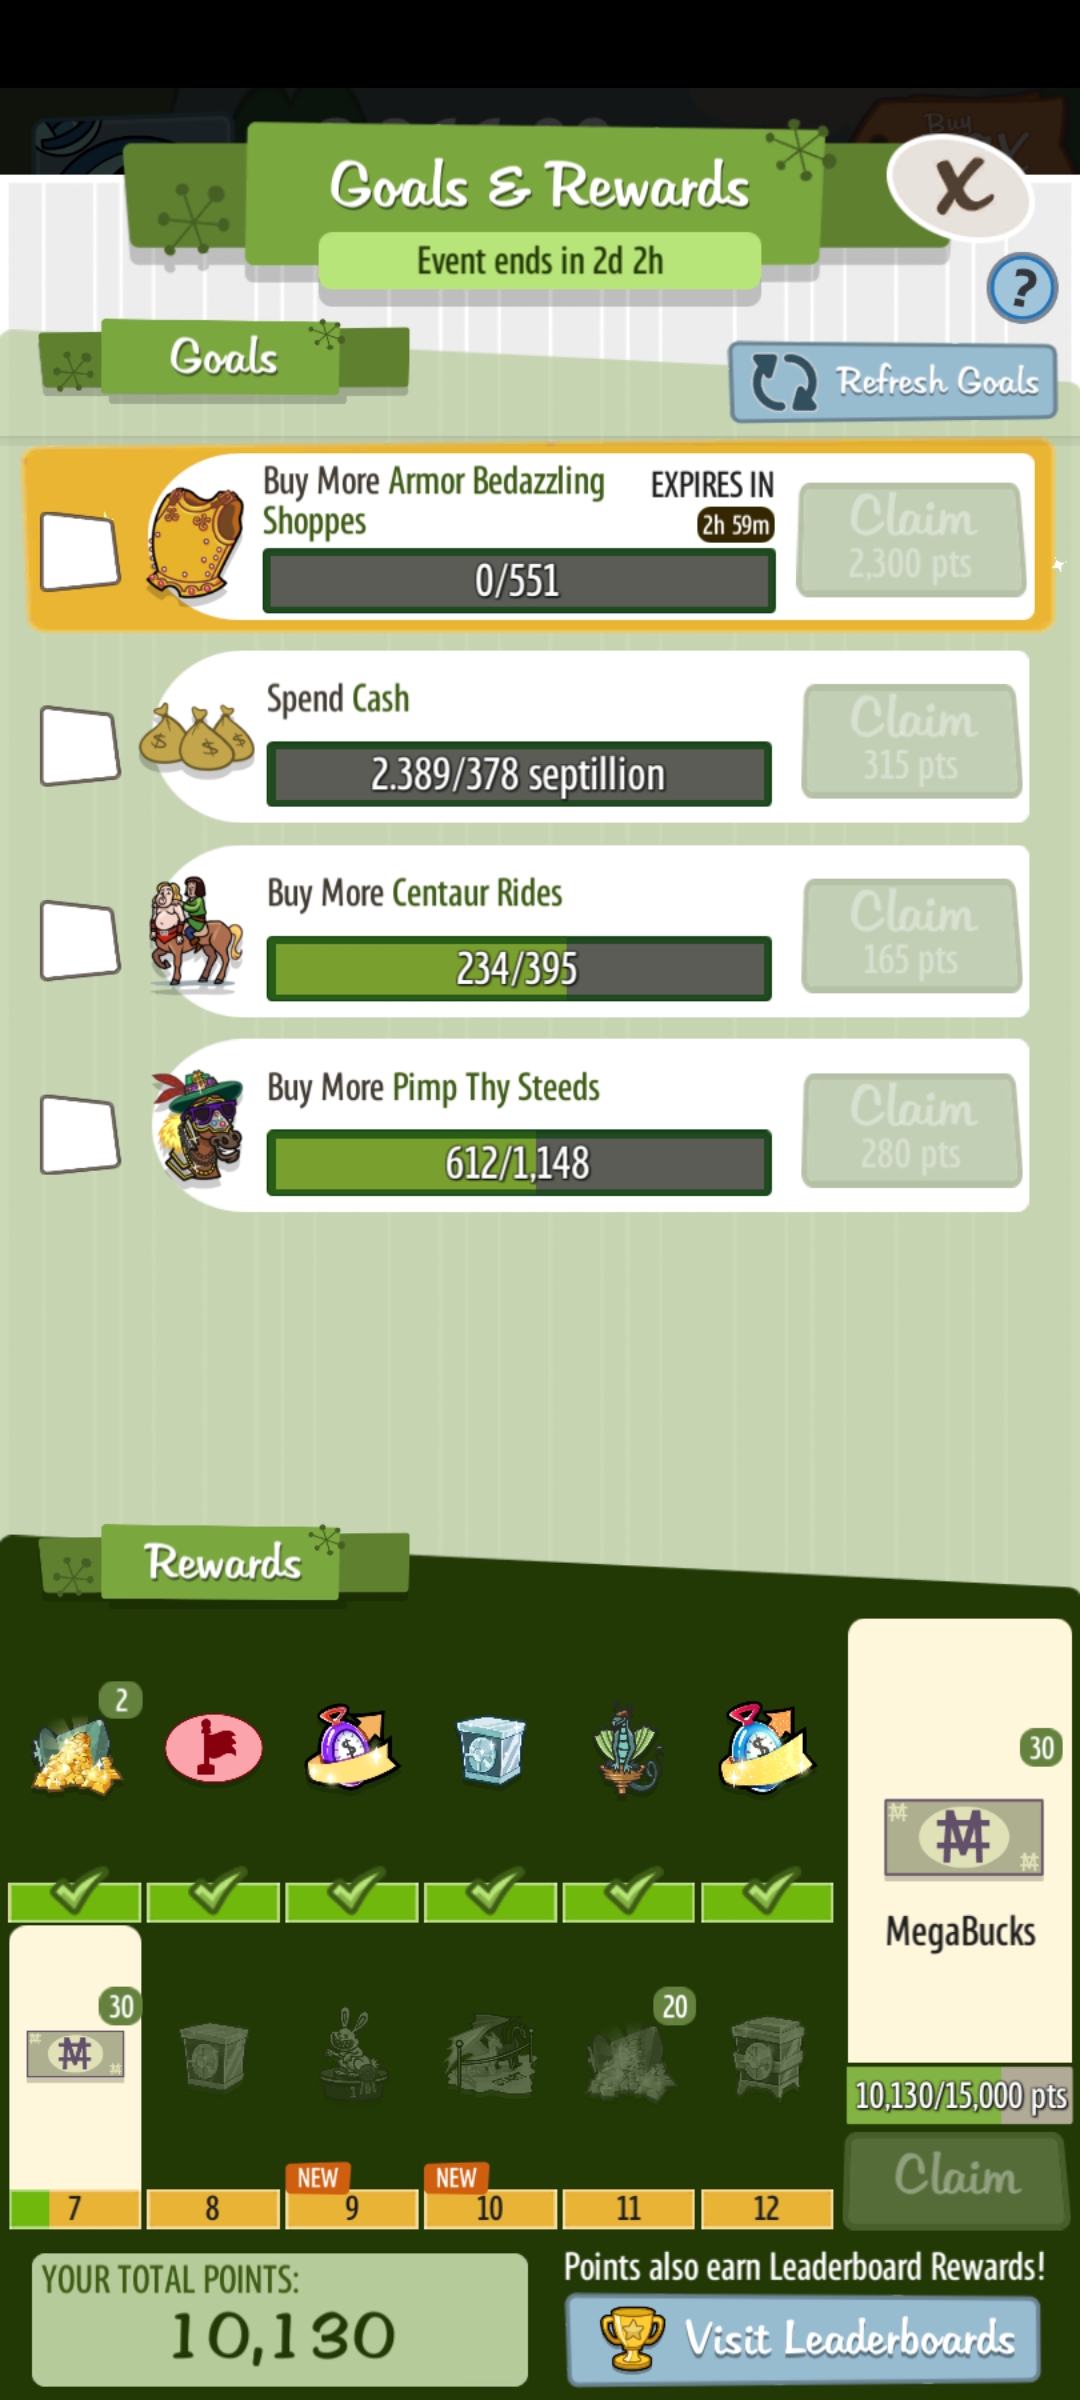 Buy
Goals & Rewards
X
Event ends in 2d 2h
?
Goals
Refresh Goals
Buy More Armor Bedazzling
Shoppes
EXPIRES IN
2h 59m
0/551
Claim
2,300 pts
Spend Cash
2.389/378 septillion
Claim
315 pts
Buy More Centaur Rides
234/395
Claim
165 pts
Buy More Pimp Thy Steeds
612/1,148
Claim
280 pts
Rewards
2
30
MegaBucks
10,130/15,000 pts
Claim
30
20
NEW
NEW
7
8
9
10
11
12
YOUR TOTAL POINTS:
10,130
Points also earn Leaderboard Rewards!
Visit Leaderboards